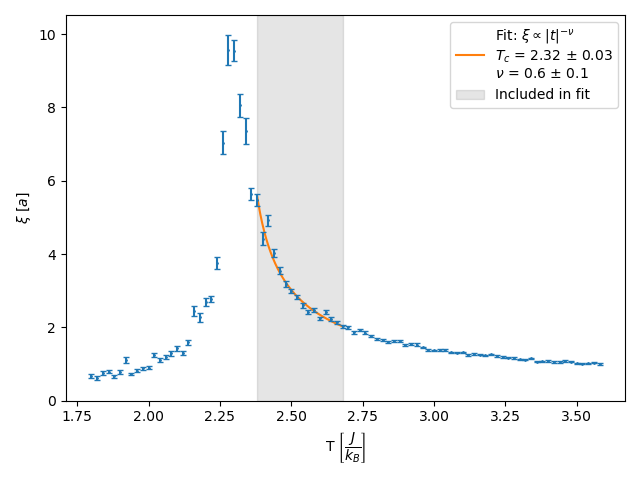 10
8
6
4
2
0
ξ [a]
1.75 2.00 2.25 2.50 2.75 3.00 3.25 3.50
T [J/k_B]
Fit: ξ ∝ |t|^{-ν}
T_c = 2.32 ± 0.03
ν = 0.6 ± 0.1
Included in fit